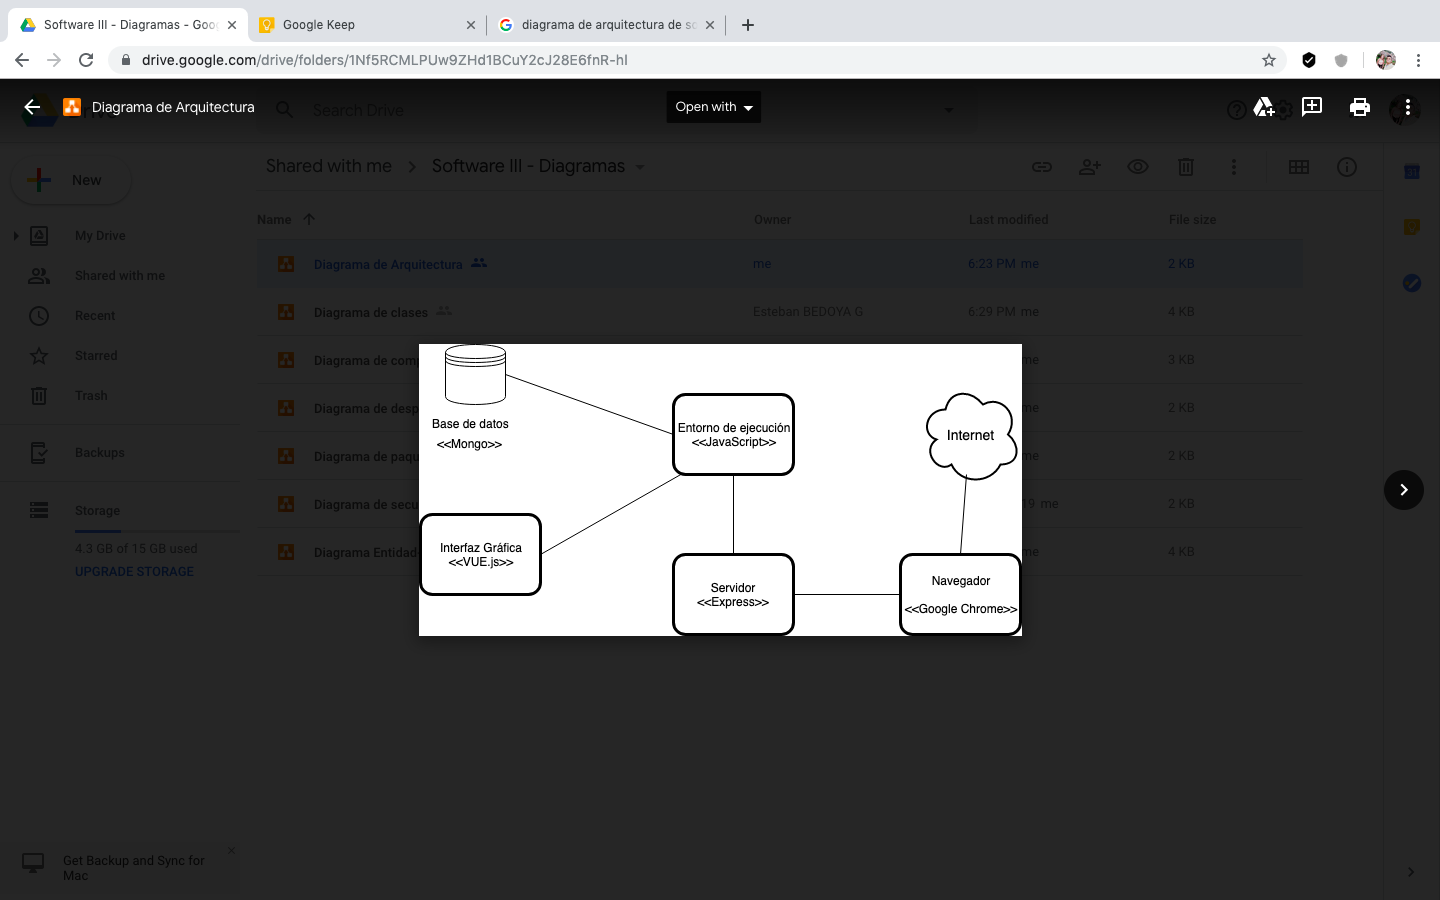 Software III - Diagramas - Goo
Google Keep
diagrama de arquitectura de so
drive.google.com/drive/folders/1Nf5RCMLPUw9ZHd1BCuY2cJ28E6fnR-hI
Diagrama de Arquitectura
Search Drive
Open with
New
Shared with me
Software III - Diagramas
Name
Owner
Last modified
File size
My Drive
Shared with me
Recent
Starred
Trash
Backups
Storage
4.3 GB of 15 GB used
UPGRADE STORAGE
Diagrama de Arquitectura
me
6:23 PM me
2 KB
Diagrama de clases
Esteban BEDOYA G
6:29 PM me
4 KB
Diagrama de com
me
3 KB
Diagrama de desp
me
2 KB
Diagrama de paqu
me
2 KB
Diagrama de secu
19 me
2 KB
Diagrama Entidad
me
4 KB
Base de datos
<<Mongo>>
Entorno de ejecución
<<JavaScript>>
Internet
Interfaz Gráfica
<<VUE.js>>
Servidor
<<Express>>
Navegador
<<Google Chrome>>
Get Backup and Sync for
Mac